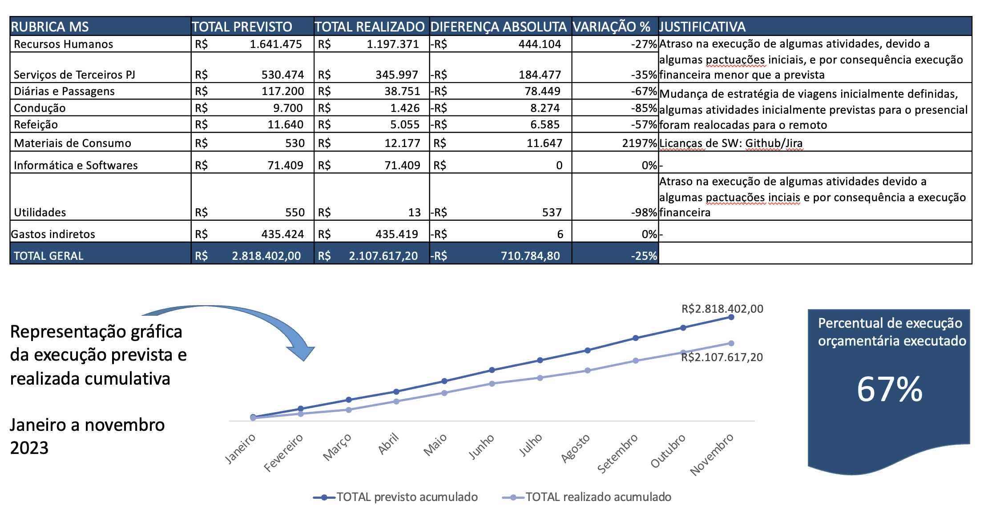 RUBRICA MS TOTAL PREVISTO TOTAL REALIZADO DIFERENÇA ABSOLUTA VARIAÇÃO % JUSTIFICATIVA
Recursos Humanos R$ 1.641.475 R$ 1.197.371 -R$ 444.104 -27% Atraso na execução de algumas atividades, devido a
algumas pactuações iniciais, e por consequência execução
Serviços de Terceiros PJ R$ 530.474 R$ 345.997 -R$ 184.477 -35% financeira menor que a prevista
Diárias e Passagens R$ 117.200 R$ 38.751 -R$ 78.449 -67% Mudança de estratégia de viagens inicialmente definidas,
Condução R$ 9.700 R$ 1.426 -R$ 8.274 -85% algumas atividades inicialmente previstas para o presencial
Refeição R$ 11.640 R$ 5.055 -R$ 6.585 -57% foram realocadas para o remoto
Materiais de Consumo R$ 530 R$ 12.177 R$ 11.647 2197% Licanças de SW: Github/Jira
Informática e Softwares R$ 71.409 R$ 71.409 R$ 0 0% -
Atraso na execução de algumas atividades devido a
algumas pactuações inciais e por consequência a execução
Utilidades R$ 550 R$ 13 -R$ 537 -98% financeira
Gastos indiretos R$ 435.424 R$ 435.419 -R$ 6 0% -
TOTAL GERAL R$ 2.818.402,00 R$ 2.107.617,20 -R$ 710.784,80 -25%
Representação gráfica
da execução prevista e
realizada cumulativa
Janeiro a novembro
2023
R$2.818.402,00
R$2.107.617,20
Janeiro
Fevereiro
Março
Abril
Maio
Junho
Julho
Agosto
Setembro
Outubro
Novembro
TOTAL previsto acumulado
TOTAL realizado acumulado
Percentual de execução
orçamentária executado
67%